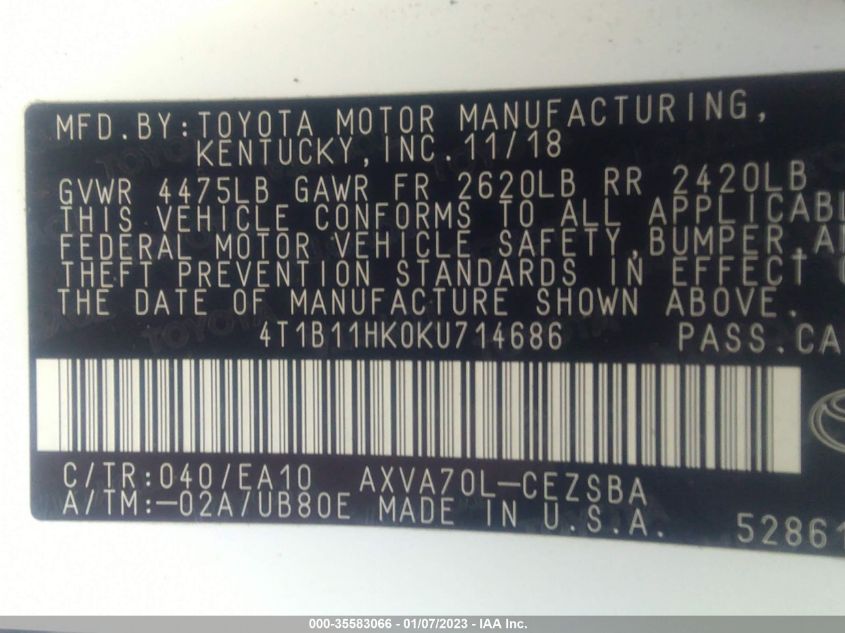 MFD.BY:TOYOTA MOTOR MANUFACTURING,
KENTUCKY,INC.11/18
GVWR 4475LB GAWR FR 2620LB RR 2420LB
THIS VEHICLE CONFORMS TO ALL
FEDERAL MOTOR VEHICLE SAFETY,BUMPER,
THEFT PREVENTION STANDARDS IN EFFECT
THE DATE OF MANUFACTURE SHOWN ABOVE.
4T1B11HK0KU714686 PASS.
C/TR:040/EA10 AXVA70L-CEZSBA
A/TM:-02A/UB80E MADE IN U.S.A.
52861
000-35583066 - 01/07/2023 - IAA Inc.